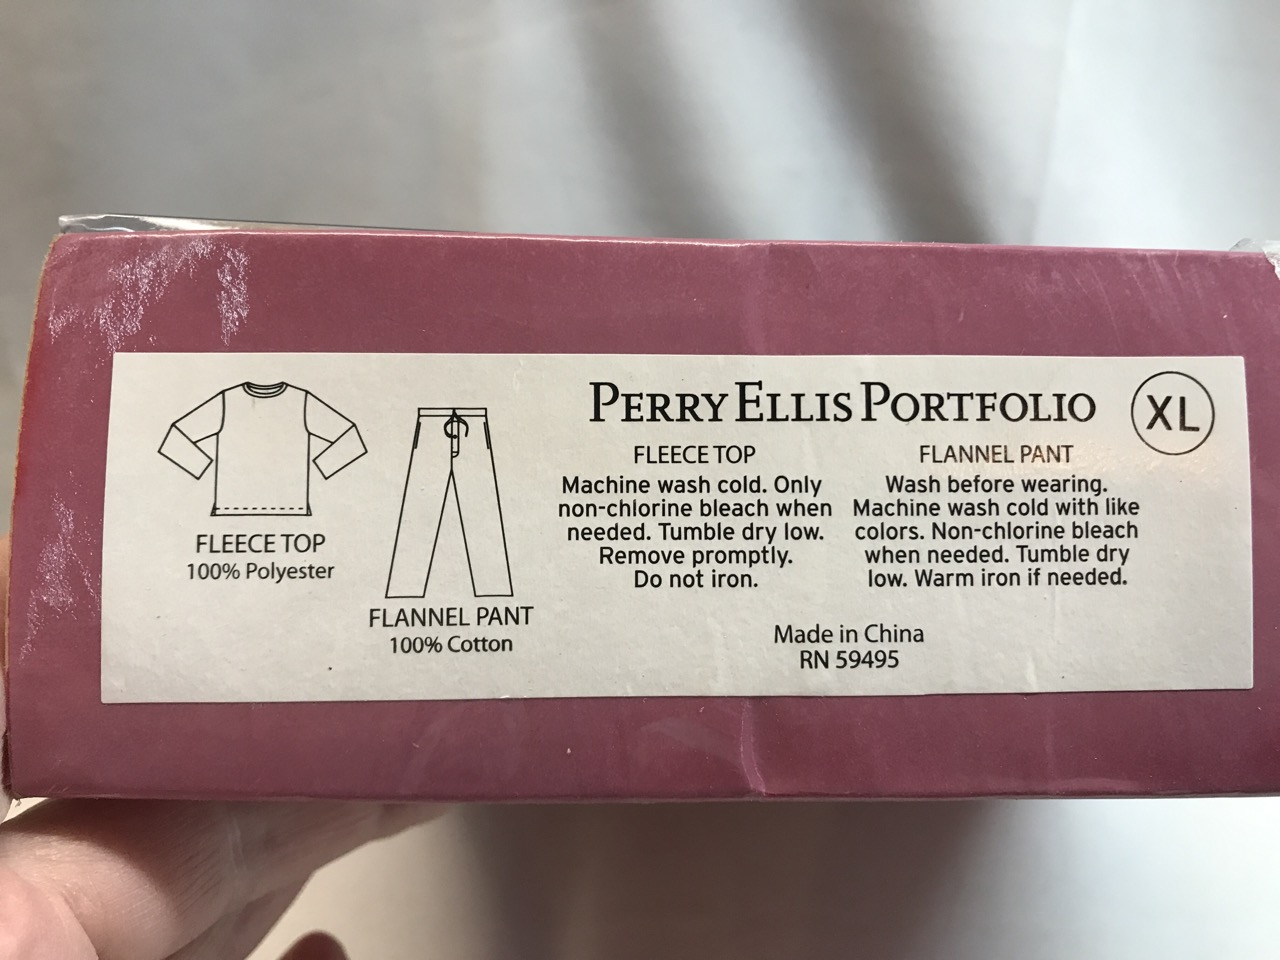 PERRY ELLIS PORTFOLIO
XL
FLEECE TOP
100% Polyester
FLANNEL PANT
100% Cotton
FLEECE TOP
Machine wash cold. Only
non-chlorine bleach when
needed. Tumble dry low.
Remove promptly.
Do not iron.
FLANNEL PANT
Wash before wearing.
Machine wash cold with like
colors. Non-chlorine bleach
when needed. Tumble dry
low. Warm iron if needed.
Made in China
RN 59495